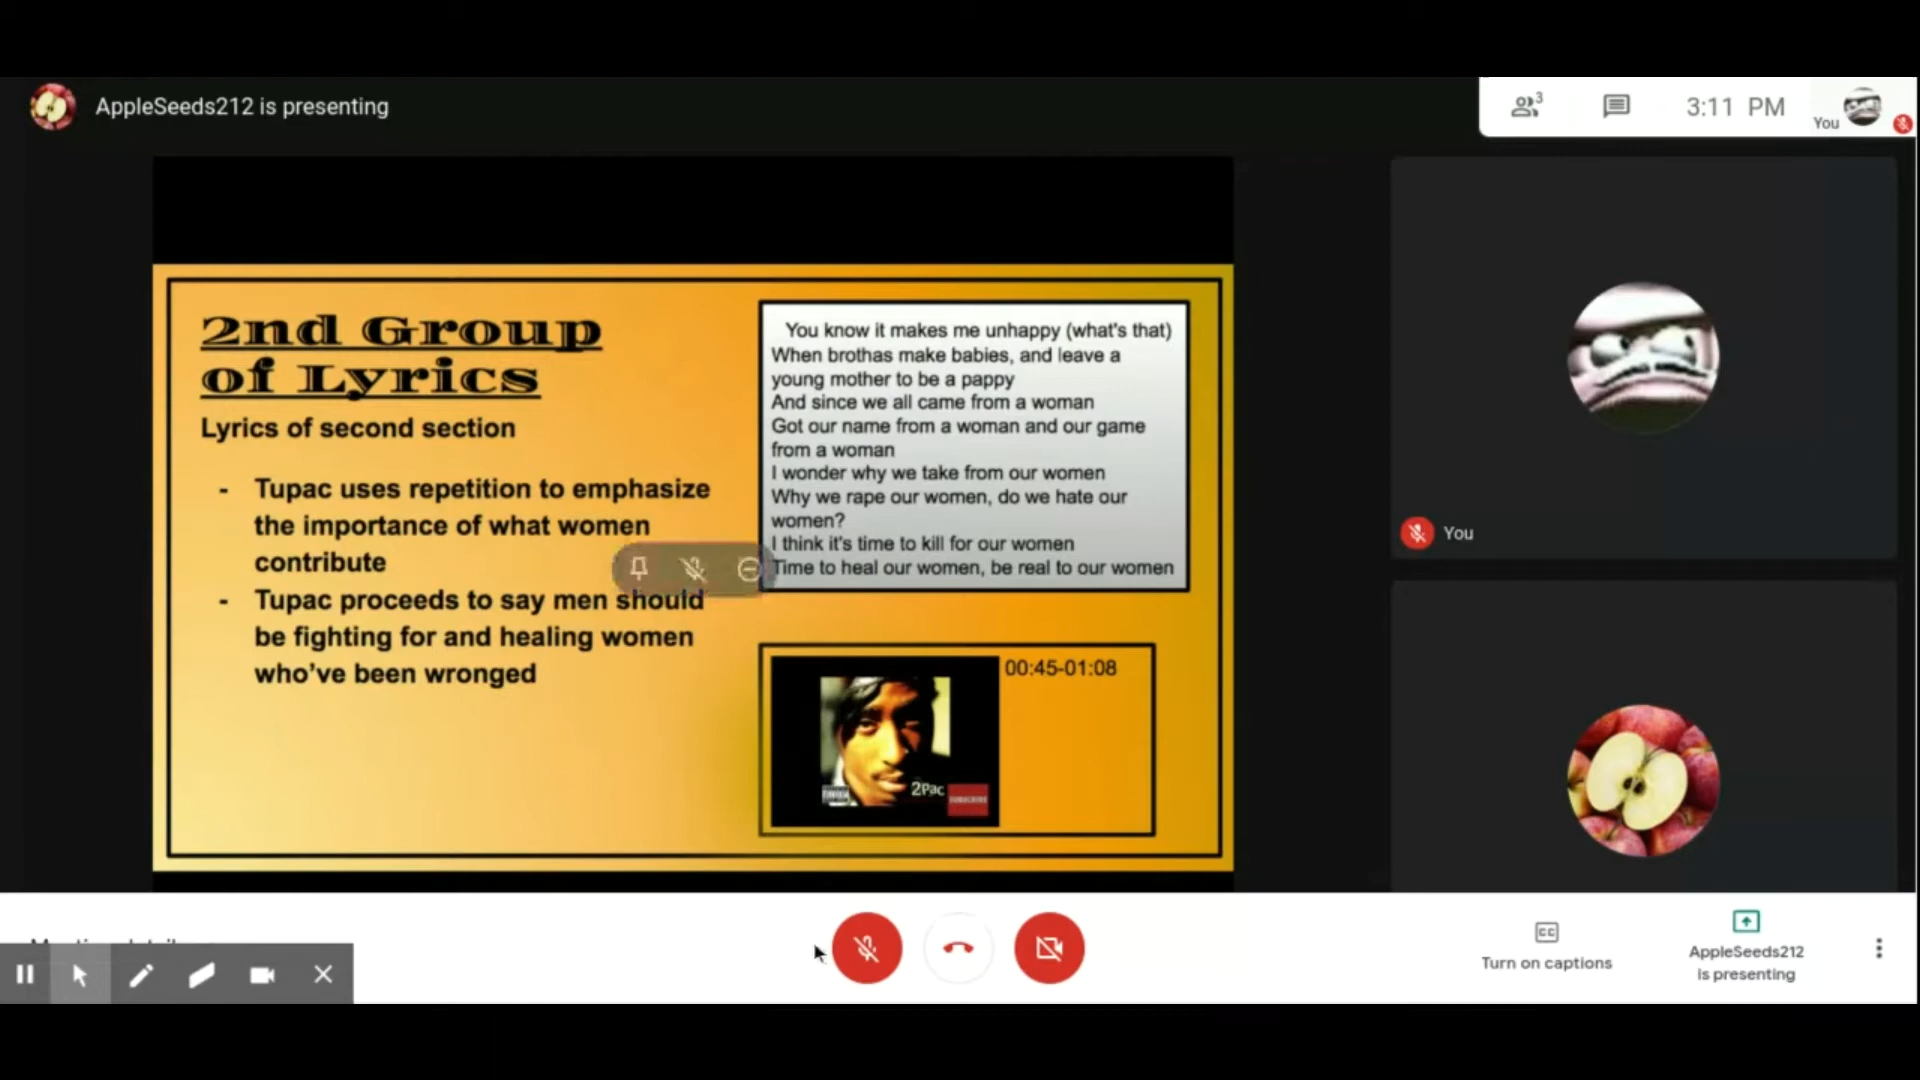 AppleSeeds212 is presenting
3
3:11 PM
You
2nd Group
of Lyrics
Lyrics of second section
- Tupac uses repetition to emphasize
the importance of what women
contribute
- Tupac proceeds to say men should
be fighting for and healing women
who've been wronged
You know it makes me unhappy (what's that)
When brothas make babies, and leave a
young mother to be a pappy
And since we all came from a woman
Got our name from a woman and our game
from a woman
I wonder why we take from our women
Why we rape our women, do we hate our
women?
I think it's time to kill for our women
Time to heal our women, be real to our women
00:45-01:08
2Pac
SUBSCRIBE
You
CC
Turn on captions
AppleSeeds212
is presenting